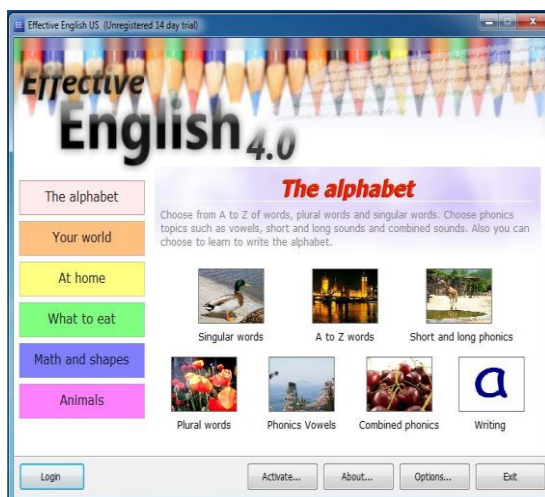 Effective English US (Unregistered 14 day trial)
Effective
English 4.0
The alphabet
Your world
At home
What to eat
Math and shapes
Animals
The alphabet
Choose from A to Z of words, plural words and singular words. Choose phonics
topics such as vowels, short and long sounds and combined sounds. Also you can
choose to learn to write the alphabet.
Singular words
A to Z words
Short and long phonics
Plural words
Phonics Vowels
Combined phonics
a
Writing
Login
Activate...
About...
Options...
Exit